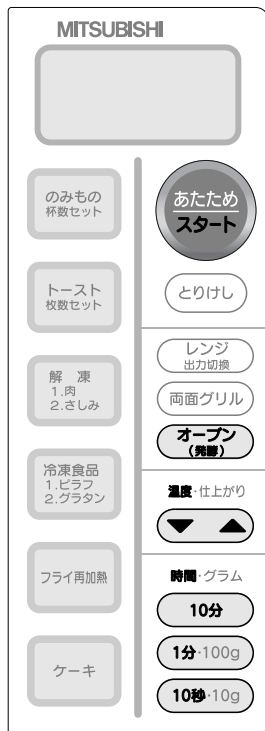 MITSUBISHI
のみもの
杯数セット
トースト
枚数セット
解 凍
1.肉
2.さしみ
冷凍食品
1.ピラフ
2.グラタン
フライ再加熱
ケーキ
あたため
スタート
とりけし
レンジ
出力切換
両面グリル
オーブン
(発酵)
温度·仕上がり
▼ ▲
時間·グラム
10分
1分·100g
10秒·10g